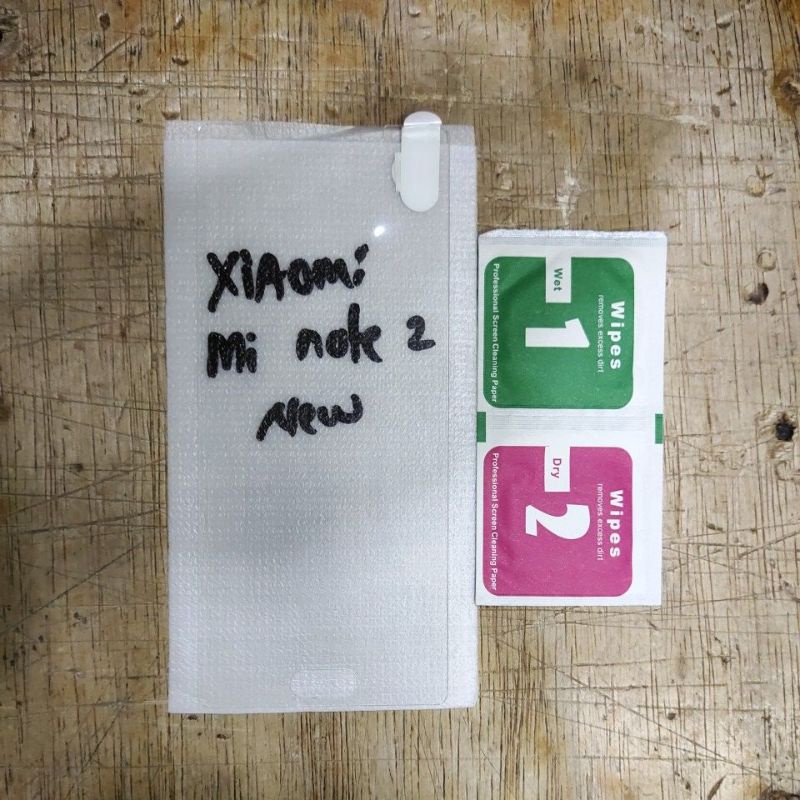 XiAomi
Mi note 2
New
Wipes
removes excess dirt
Wet
1
Professional Screen Cleaning Paper
Wipes
removes excess dirt
Dry
2
Professional Screen Cleaning Paper